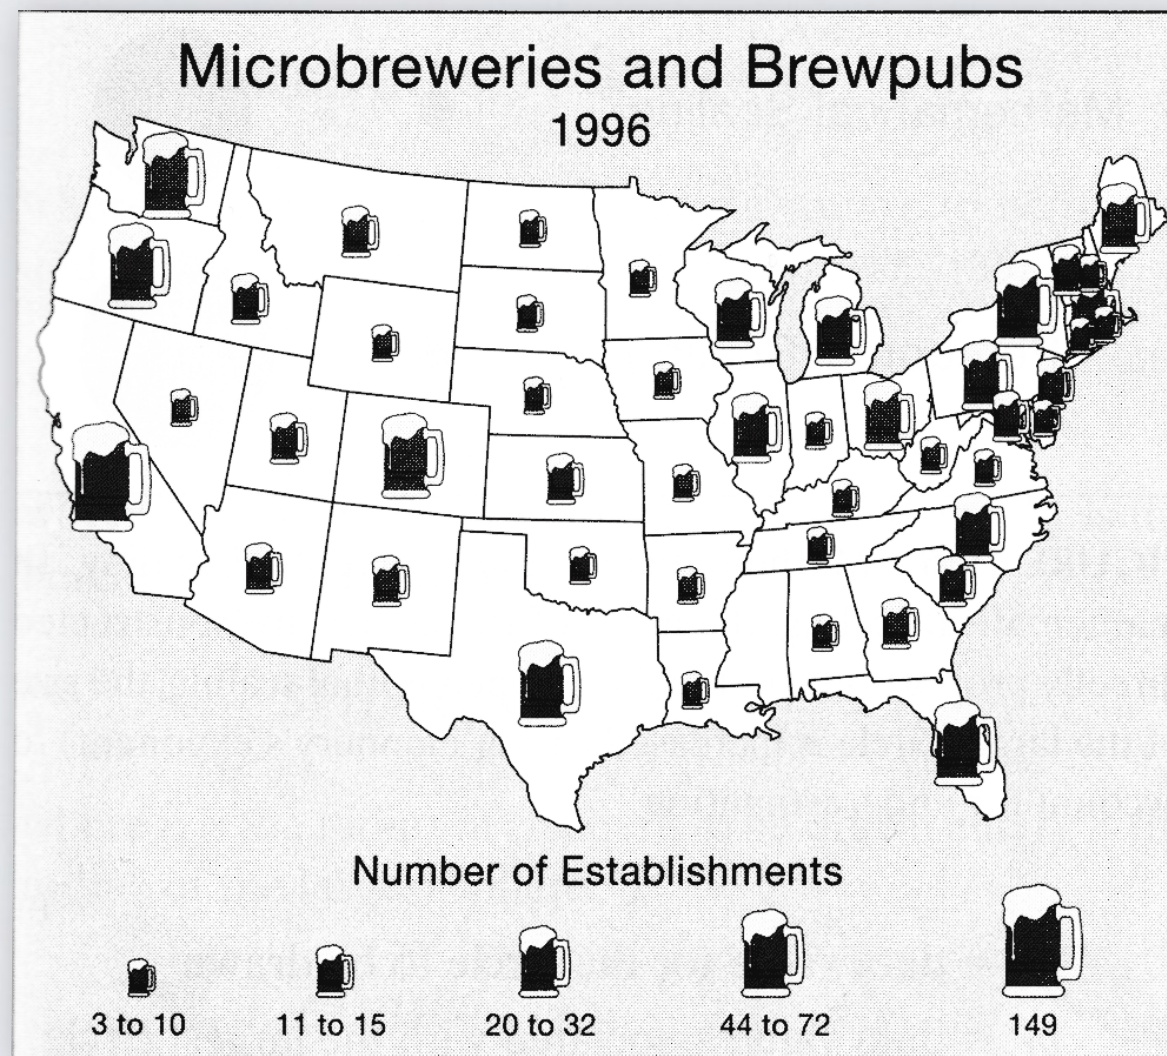 Microbreweries and Brewpubs
1996
Number of Establishments
3 to 10 11 to 15 20 to 32 44 to 72 149